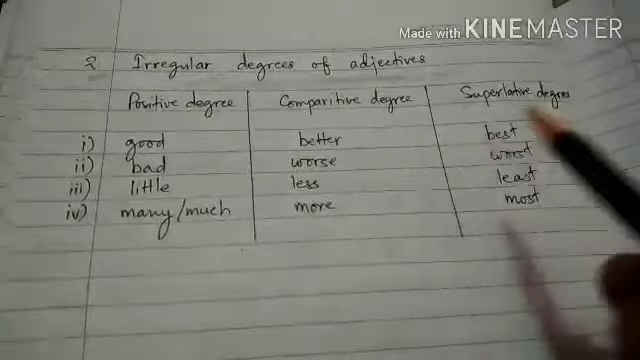 Made with KINEMASTER
2 Irregular degrees of adjectives
Positive degree Comparitive degree Superlative degree
i) good better best
ii) bad worse worst
iii) little less least
iv) many/much more most